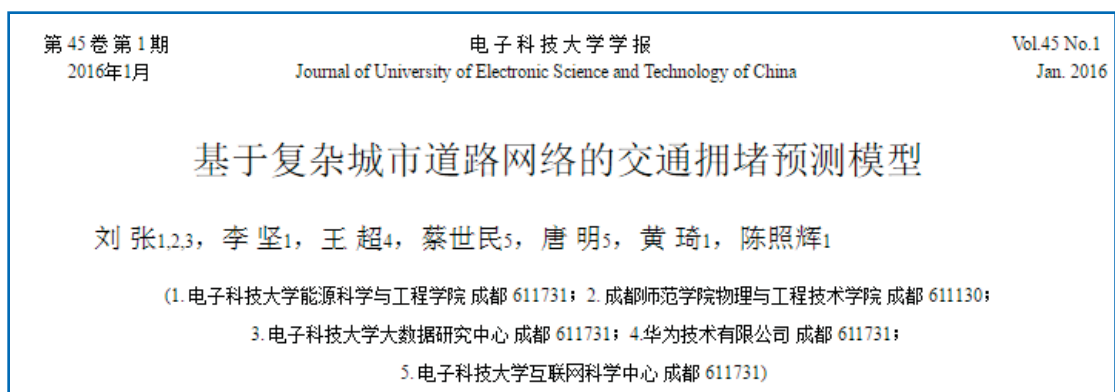 第45卷第1期 电子科技大学学报 Vol.45 No.1
2016年1月 Journal of University of Electronic Science and Technology of China Jan. 2016
基于复杂城市道路网络的交通拥堵预测模型
刘 张1,2,3，李 坚1，王 超4，蔡世民5，唐 明5，黄 琦1，陈照辉1
(1. 电子科技大学能源科学与工程学院 成都 611731；2. 成都师范学院物理与工程技术学院 成都 611130；
3. 电子科技大学大数据研究中心 成都 611731；4.华为技术有限公司 成都 611731；
5. 电子科技大学互联网科学中心 成都 611731)